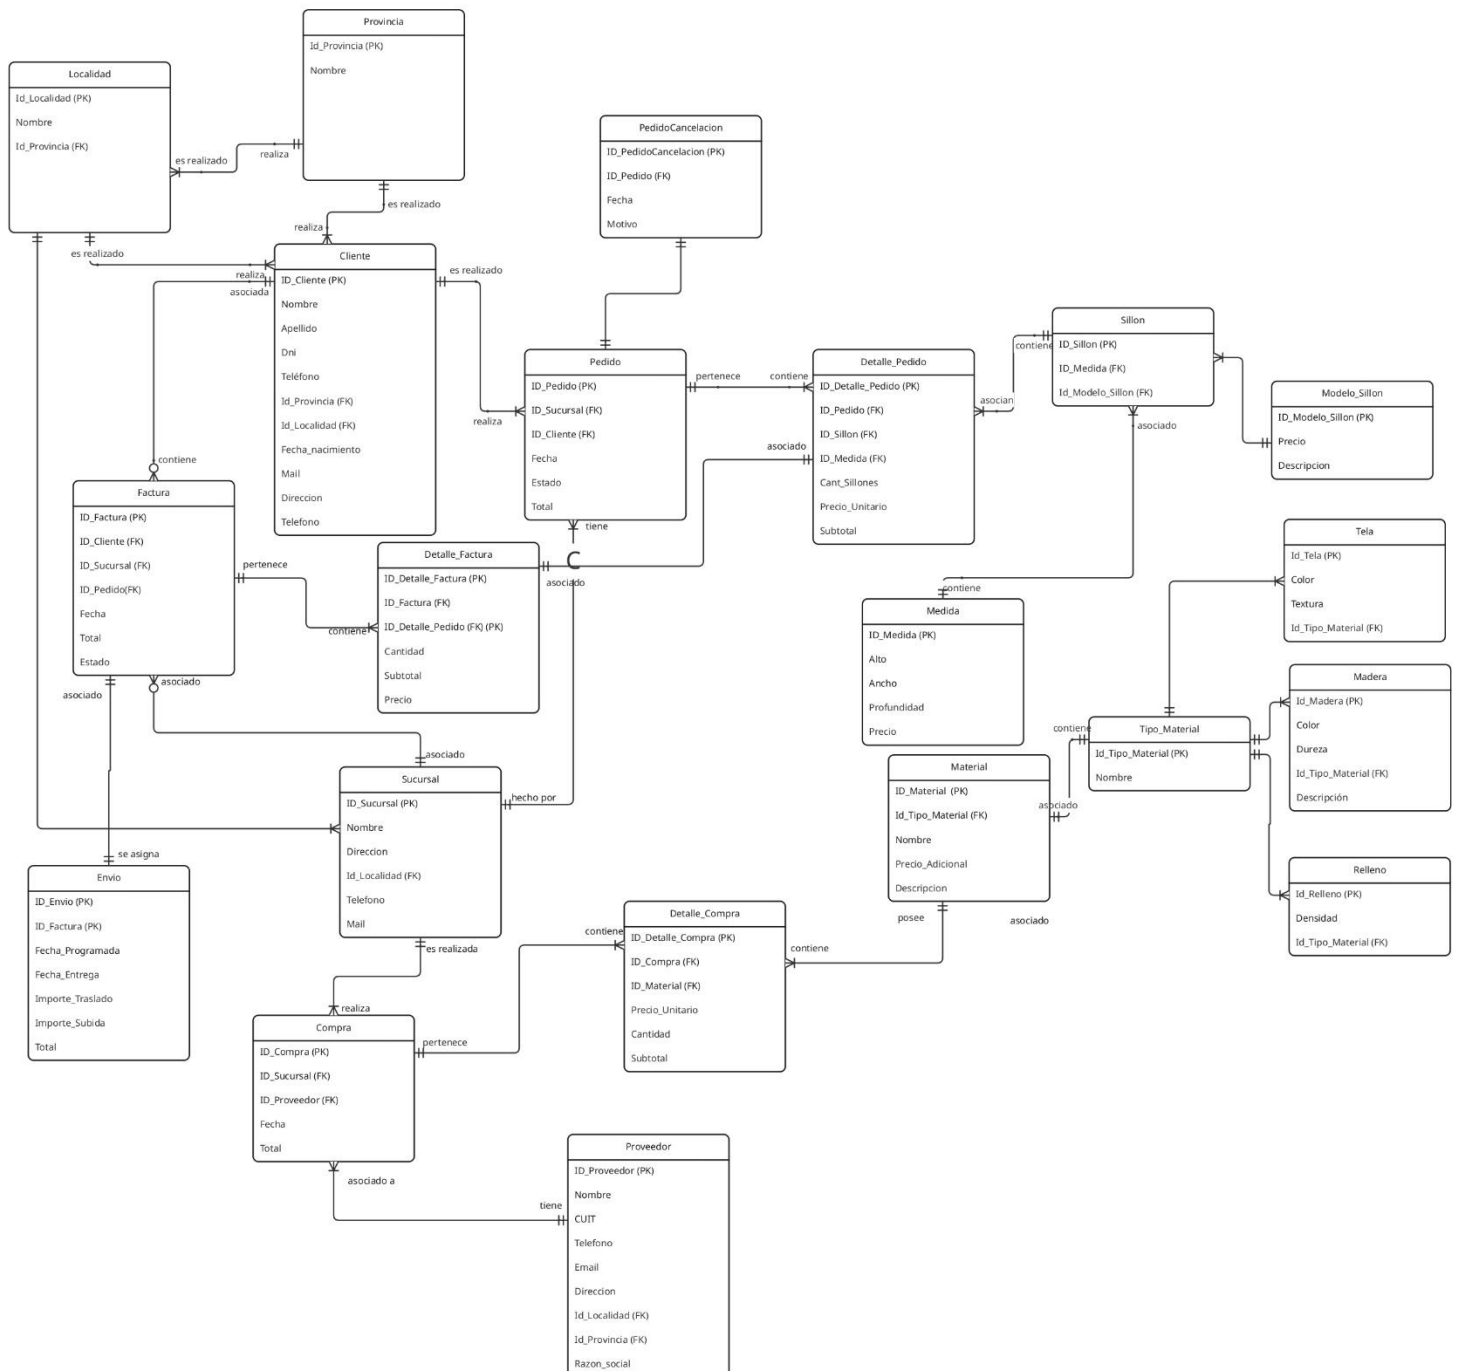 Provincia
Id_Provincia (PK)
Nombre
Localidad
Id_Localidad (PK)
Nombre
Id_Provincia (FK)
es realizado
realiza
es realizado
realiza
es realizado
realiza
asociada
PedidoCancelacion
ID_PedidoCancelacion (PK)
ID_Pedido (FK)
Fecha
Motivo
Cliente
ID_Cliente (PK)
Nombre
Apellido
Dni
Teléfono
Id_Provincia (FK)
Id_Localidad (FK)
Fecha_nacimiento
Mail
Direccion
Telefono
es realizado
realiza
Pedido
ID_Pedido (PK)
ID_Sucursal (FK)
ID_Cliente (FK)
Fecha
Estado
Total
pertenece
contiene
tiene
Detalle_Pedido
ID_Detalle_Pedido (PK)
ID_Pedido (FK)
ID_Sillon (FK)
ID_Medida (FK)
Cant_Sillones
Precio_Unitario
Subtotal
asociado
asocian
contiene
Sillon
ID_Sillon (PK)
ID_Medida (FK)
Id_Modelo_Sillon (FK)
asociado
Modelo_Sillon
ID_Modelo_Sillon (PK)
Precio
Descripcion
contiene
Factura
ID_Factura (PK)
ID_Cliente (FK)
ID_Sucursal (FK)
ID_Pedido(FK)
Fecha
Total
Estado
pertenece
contiene
asociado
asociado
Detalle_Factura
ID_Detalle_Factura (PK)
ID_Factura (FK)
ID_Detalle_Pedido (FK) (PK)
Cantidad
Subtotal
Precio
asociado
contiene
Medida
ID_Medida (PK)
Alto
Ancho
Profundidad
Precio
Tela
Id_Tela (PK)
Color
Textura
Id_Tipo_Material (FK)
Madera
Id_Madera (PK)
Color
Dureza
Id_Tipo_Material (FK)
Descripción
Tipo_Material
Id_Tipo_Material (PK)
Nombre
contiene
asociado
Material
ID_Material (PK)
Id_Tipo_Material (FK)
Nombre
Precio_Adicional
Descripcion
posee
asociado
Relleno
Id_Relleno (PK)
Densidad
Id_Tipo_Material (FK)
asociado
Sucursal
ID_Sucursal (PK)
Nombre
Direccion
Id_Localidad (FK)
Telefono
Mail
hecho por
es realizada
realiza
se asigna
Envio
ID_Envio (PK)
ID_Factura (PK)
Fecha_Programada
Fecha_Entrega
Importe_Traslado
Importe_Subida
Total
contiene
Detalle_Compra
ID_Detalle_Compra (PK)
ID_Compra (FK)
ID_Material (FK)
Precio_Unitario
Cantidad
Subtotal
contiene
Compra
ID_Compra (PK)
ID_Sucursal (FK)
ID_Proveedor (FK)
Fecha
Total
pertenece
asociado a
tiene
Proveedor
ID_Proveedor (PK)
Nombre
CUIT
Telefono
Email
Direccion
Id_Localidad (FK)
Id_Provincia (FK)
Razon_social